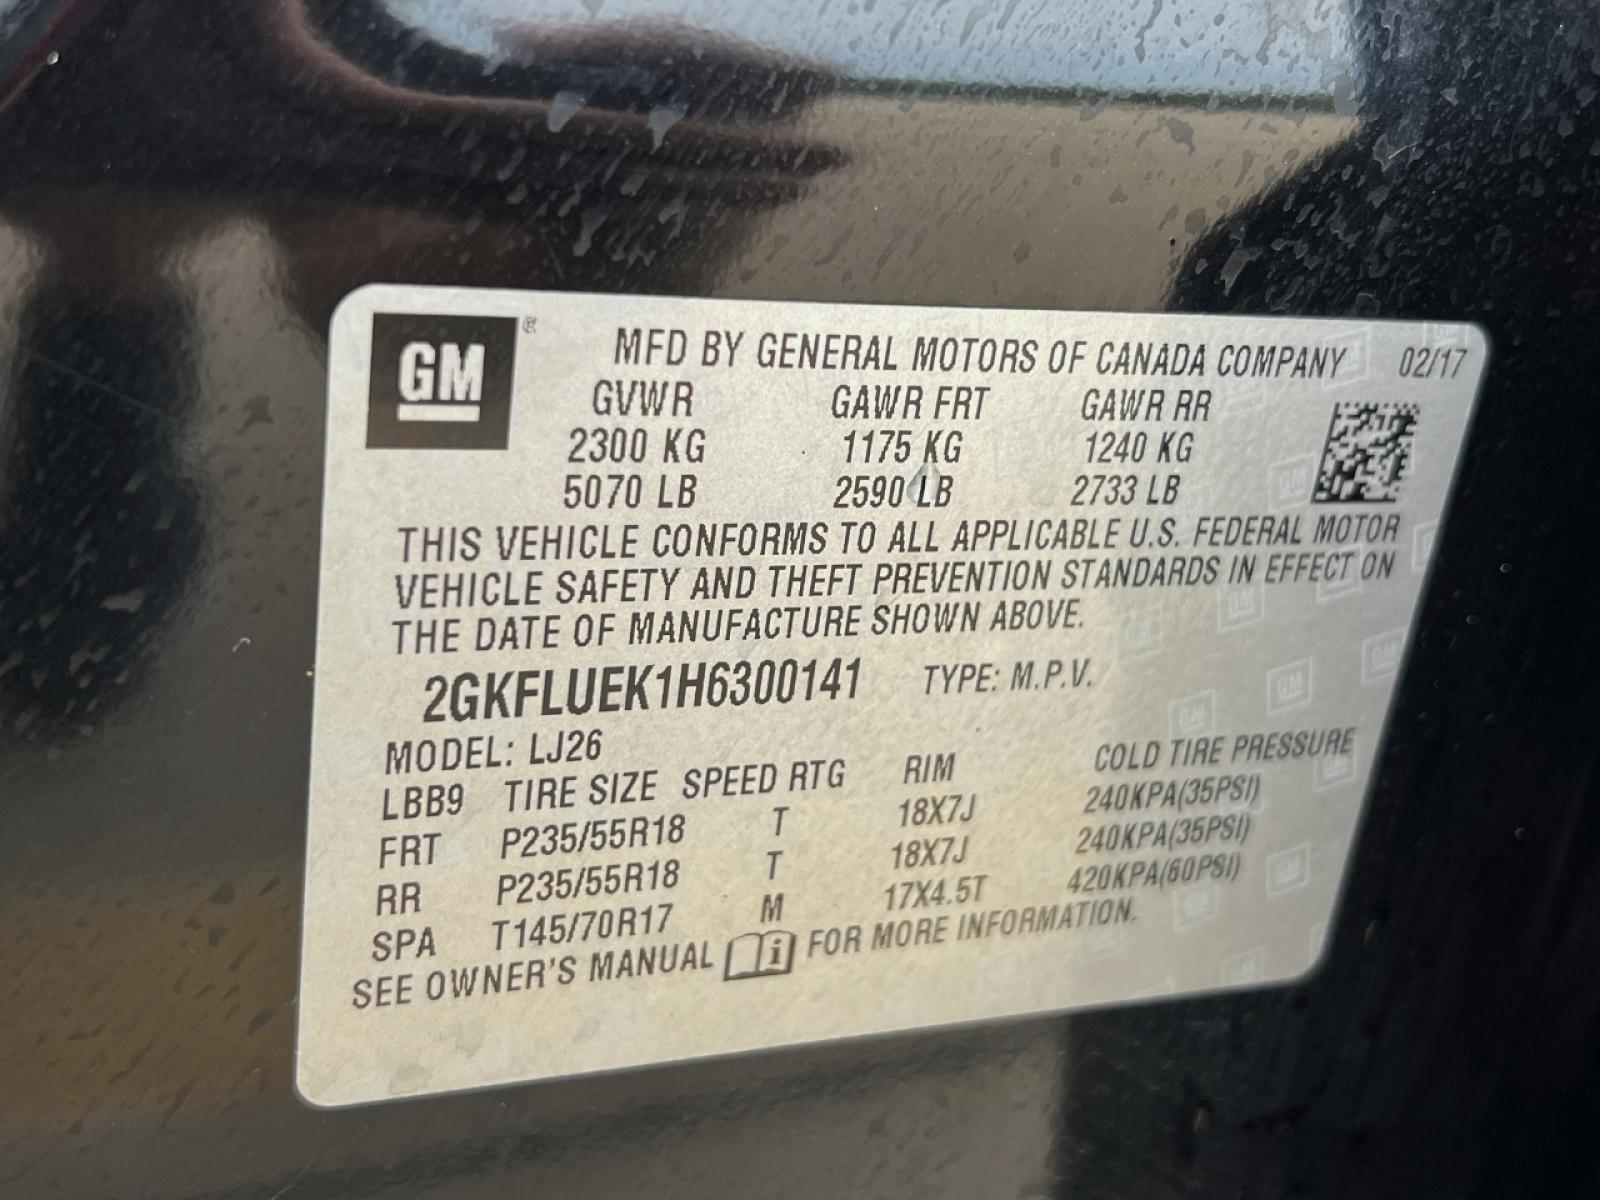 GM ® MFD BY GENERAL MOTORS OF CANADA COMPANY 02/17
GVWR GAWR FRT GAWR RR
2300 KG 1175 KG 1240 KG
5070 LB 2590 LB 2733 LB
THIS VEHICLE CONFORMS TO ALL APPLICABLE U.S. FEDERAL MOTOR
VEHICLE SAFETY AND THEFT PREVENTION STANDARDS IN EFFECT ON
THE DATE OF MANUFACTURE SHOWN ABOVE.
2GKFLUEK1H6300141 TYPE: M.P.V.
MODEL: LJ26
LBB9 TIRE SIZE SPEED RTG RIM COLD TIRE PRESSURE
FRT P235/55R18 T 18X7J 240KPA(35PSI)
RR P235/55R18 T 18X7J 240KPA(35PSI)
SPA T145/70R17 M 17X4.5T 420KPA(60PSI)
SEE OWNER'S MANUAL i FOR MORE INFORMATION.